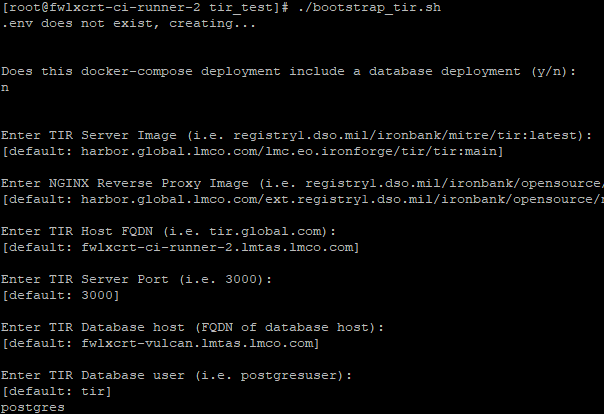 [root@fwlxcrt-ci-runner-2 tir_test]# ./bootstrap_tir.sh
.env does not exist, creating...
Does this docker-compose deployment include a database deployment (y/n):
n
Enter TIR Server Image (i.e. registry1.dso.mil/ironbank/mitre/tir:latest):
[default: harbor.global.lmco.com/lmc.eo.ironforge/tir/tir:main]
Enter NGINX Reverse Proxy Image (i.e. registry1.dso.mil/ironbank/opensource/
[default: harbor.global.lmco.com/ext.registry1.dso.mil/ironbank/opensource/n
Enter TIR Host FQDN (i.e. tir.global.com):
[default: fwlxcrt-ci-runner-2.lmtas.lmco.com]
Enter TIR Server Port (i.e. 3000):
[default: 3000]
Enter TIR Database host (FQDN of database host):
[default: fwlxcrt-vulcan.lmtas.lmco.com]
Enter TIR Database user (i.e. postgresuser):
[default: tir]
postgres